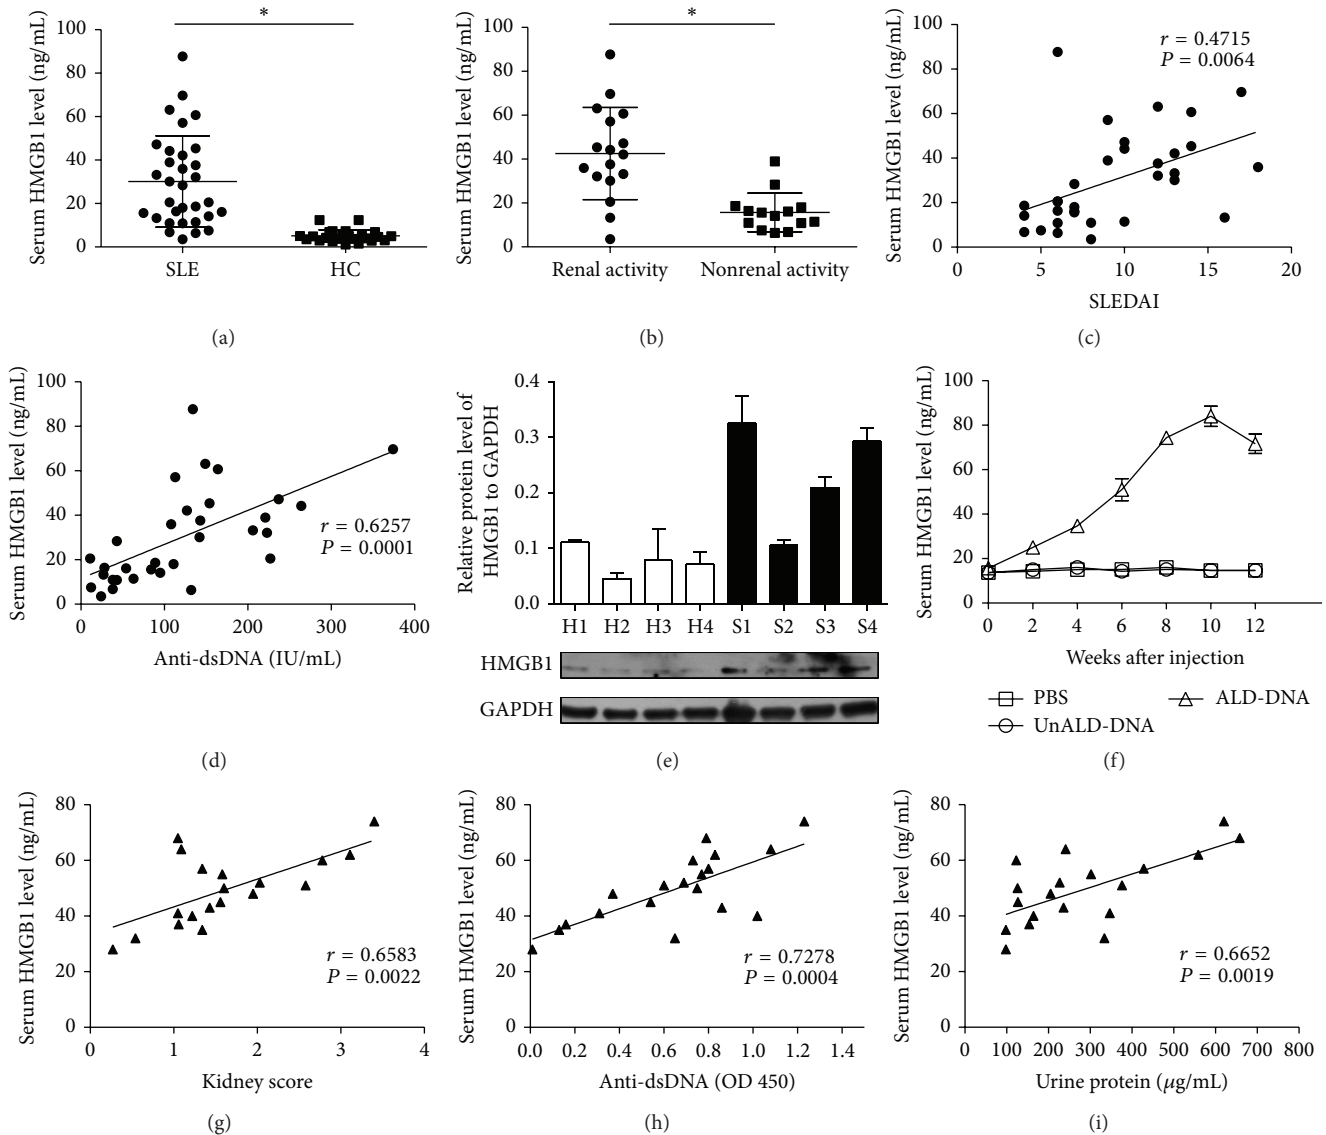 *
Serum HMGB1 level (ng/mL)
100
80
60
40
20
0
SLE HC
(a)
*
Serum HMGB1 level (ng/mL)
100
80
60
40
20
0
Renal activity Nonrenal activity
(b)
Serum HMGB1 level (ng/mL)
100
80
60
40
20
0
r = 0.4715
P = 0.0064
0 5 10 15 20
SLEDAI
(c)
Serum HMGB1 level (ng/mL)
100
80
60
40
20
0
r = 0.6257
P = 0.0001
0 100 200 300 400
Anti-dsDNA (IU/mL)
(d)
Relative protein level of
HMGB1 to GAPDH
0.4
0.3
0.2
0.1
0.0
H1 H2 H3 H4 S1 S2 S3 S4
HMGB1
GAPDH
(e)
Serum HMGB1 level (ng/mL)
100
80
60
40
20
0
0 2 4 6 8 10 12
Weeks after injection
PBS ALD-DNA
UnALD-DNA
(f)
Serum HMGB1 level (ng/mL)
80
60
40
20
0
r = 0.6583
P = 0.0022
0 1 2 3 4
Kidney score
(g)
Serum HMGB1 level (ng/mL)
80
60
40
20
0
r = 0.7278
P = 0.0004
0.0 0.2 0.4 0.6 0.8 1.0 1.2 1.4
Anti-dsDNA (OD 450)
(h)
Serum HMGB1 level (ng/mL)
80
60
40
20
0
r = 0.6652
P = 0.0019
0 100 200 300 400 500 600 700 800
Urine protein (μg/mL)
(i)